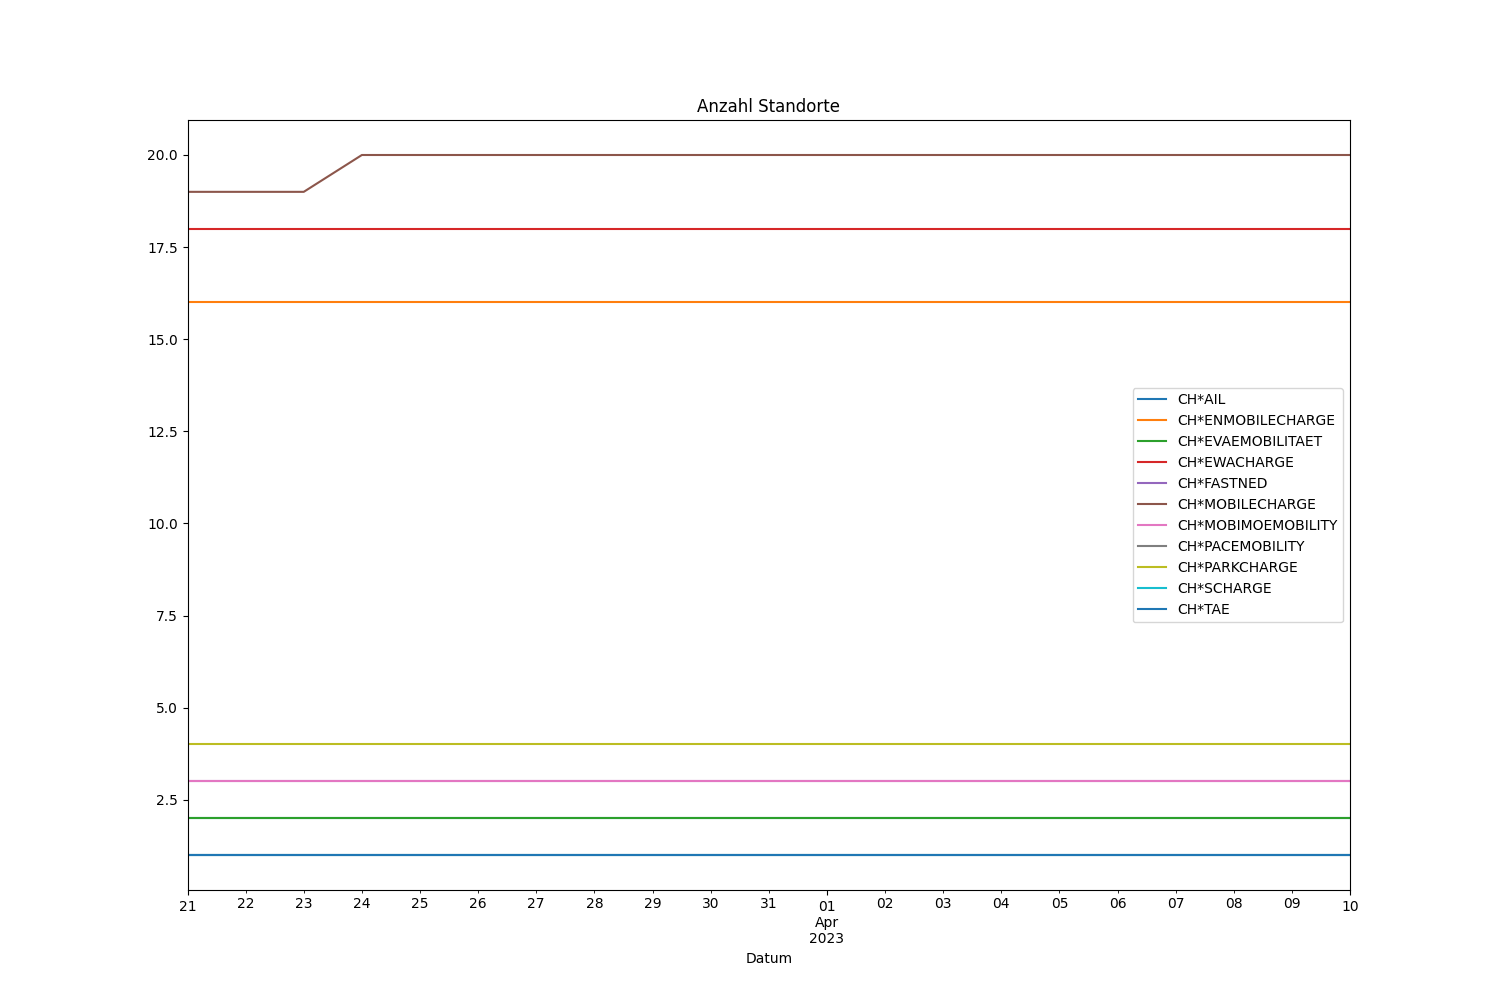 Anzahl Standorte
20.0
17.5
15.0
12.5
10.0
7.5
5.0
2.5
CH*AIL
CH*ENMOBILECHARGE
CH*EVAEMOBILITAET
CH*EWACHARGE
CH*FASTNED
CH*MOBILECHARGE
CH*MOBIMOEMOBILITY
CH*PACEMOBILITY
CH*PARKCHARGE
CH*SCHARGE
CH*TAE
21 22 23 24 25 26 27 28 29 30 31 01 02 03 04 05 06 07 08 09 10
Apr
2023
Datum